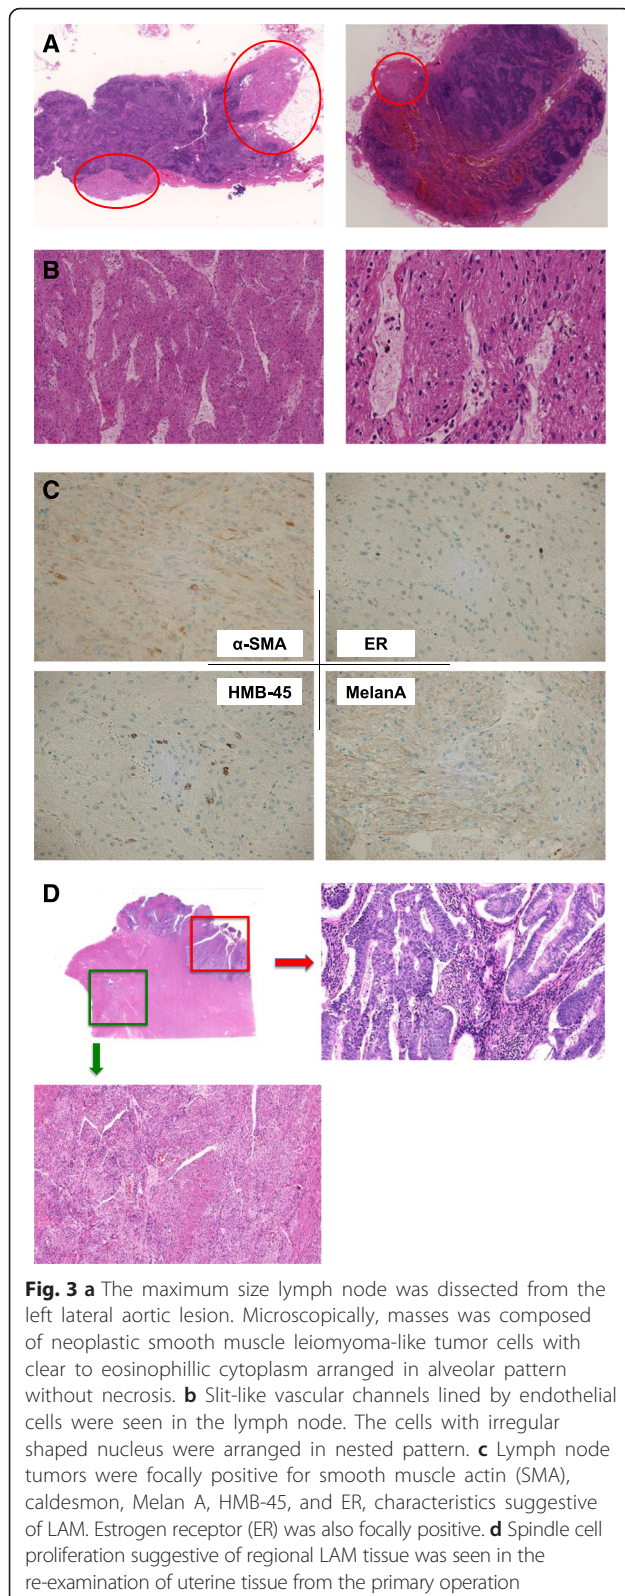 A
B
C
α-SMA
ER
HMB-45
MelanA
D
Fig. 3 a The maximum size lymph node was dissected from the
left lateral aortic lesion. Microscopically, masses was composed
of neoplastic smooth muscle leiomyoma-like tumor cells with
clear to eosinophillic cytoplasm arranged in alveolar pattern
without necrosis. b Slit-like vascular channels lined by endothelial
cells were seen in the lymph node. The cells with irregular
shaped nucleus were arranged in nested pattern. c Lymph node
tumors were focally positive for smooth muscle actin (SMA),
caldesmon, Melan A, HMB-45, and ER, characteristics suggestive
of LAM. Estrogen receptor (ER) was also focally positive. d Spindle cell
proliferation suggestive of regional LAM tissue was seen in the
re-examination of uterine tissue from the primary operation